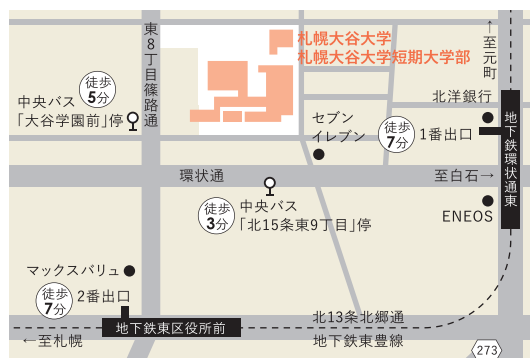 札幌大谷大学
札幌大谷大学短期大学部
東8丁目篠路通
↑至元町
徒歩
5分
中央バス
「大谷学園前」停
北洋銀行
セブン
イレブン
徒歩
7分
1番出口
地下鉄環状通東
環状通
至白石→
徒歩
3分
中央バス
「北15条東9丁目」停
ENEOS
マックスバリュ
徒歩
7分
2番出口
地下鉄東区役所前
北13条北郷通
←至札幌
地下鉄東豊線
273